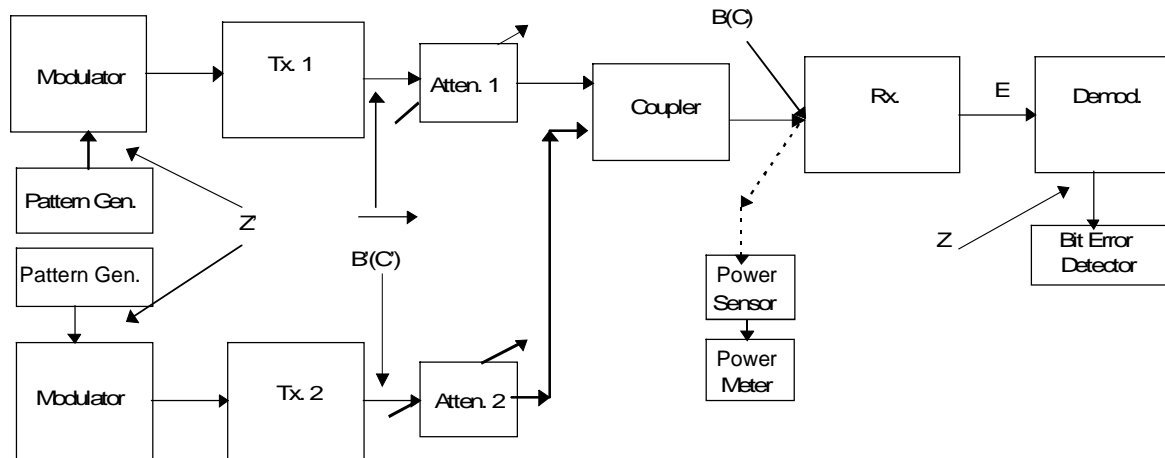 B(C)
Modulator
Tx. 1
Atten. 1
Coupler
Rx.
E
Demod.
Pattern Gen.
Z'
Z
Pattern Gen.
B'(C')
Bit Error
Detector
Power
Sensor
Power
Meter
Modulator
Tx. 2
Atten. 2